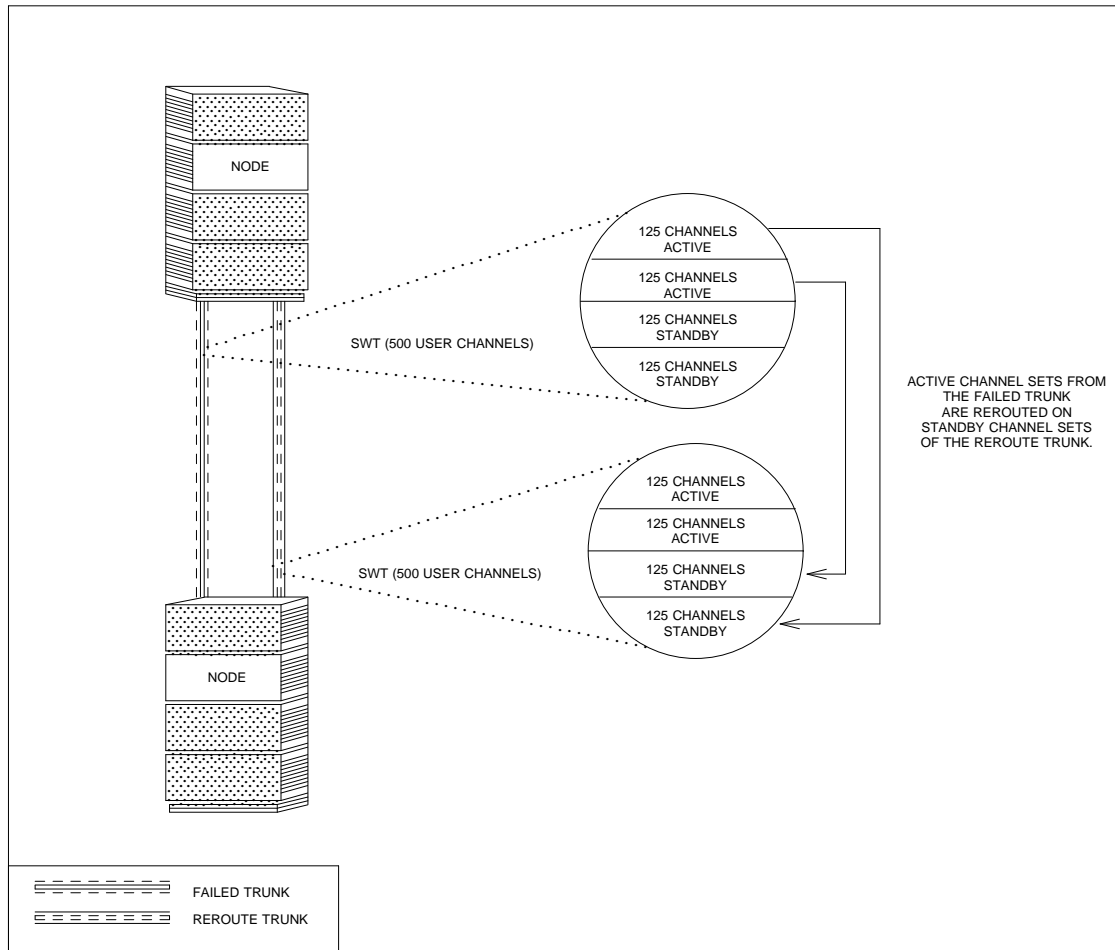 NODE
125 CHANNELS
ACTIVE
125 CHANNELS
ACTIVE
125 CHANNELS
STANDBY
125 CHANNELS
STANDBY
SWT (500 USER CHANNELS)
ACTIVE CHANNEL SETS FROM
THE FAILED TRUNK
ARE REROUTED ON
STANDBY CHANNEL SETS
OF THE REROUTE TRUNK.
125 CHANNELS
ACTIVE
125 CHANNELS
ACTIVE
125 CHANNELS
STANDBY
125 CHANNELS
STANDBY
SWT (500 USER CHANNELS)
NODE
FAILED TRUNK
REROUTE TRUNK